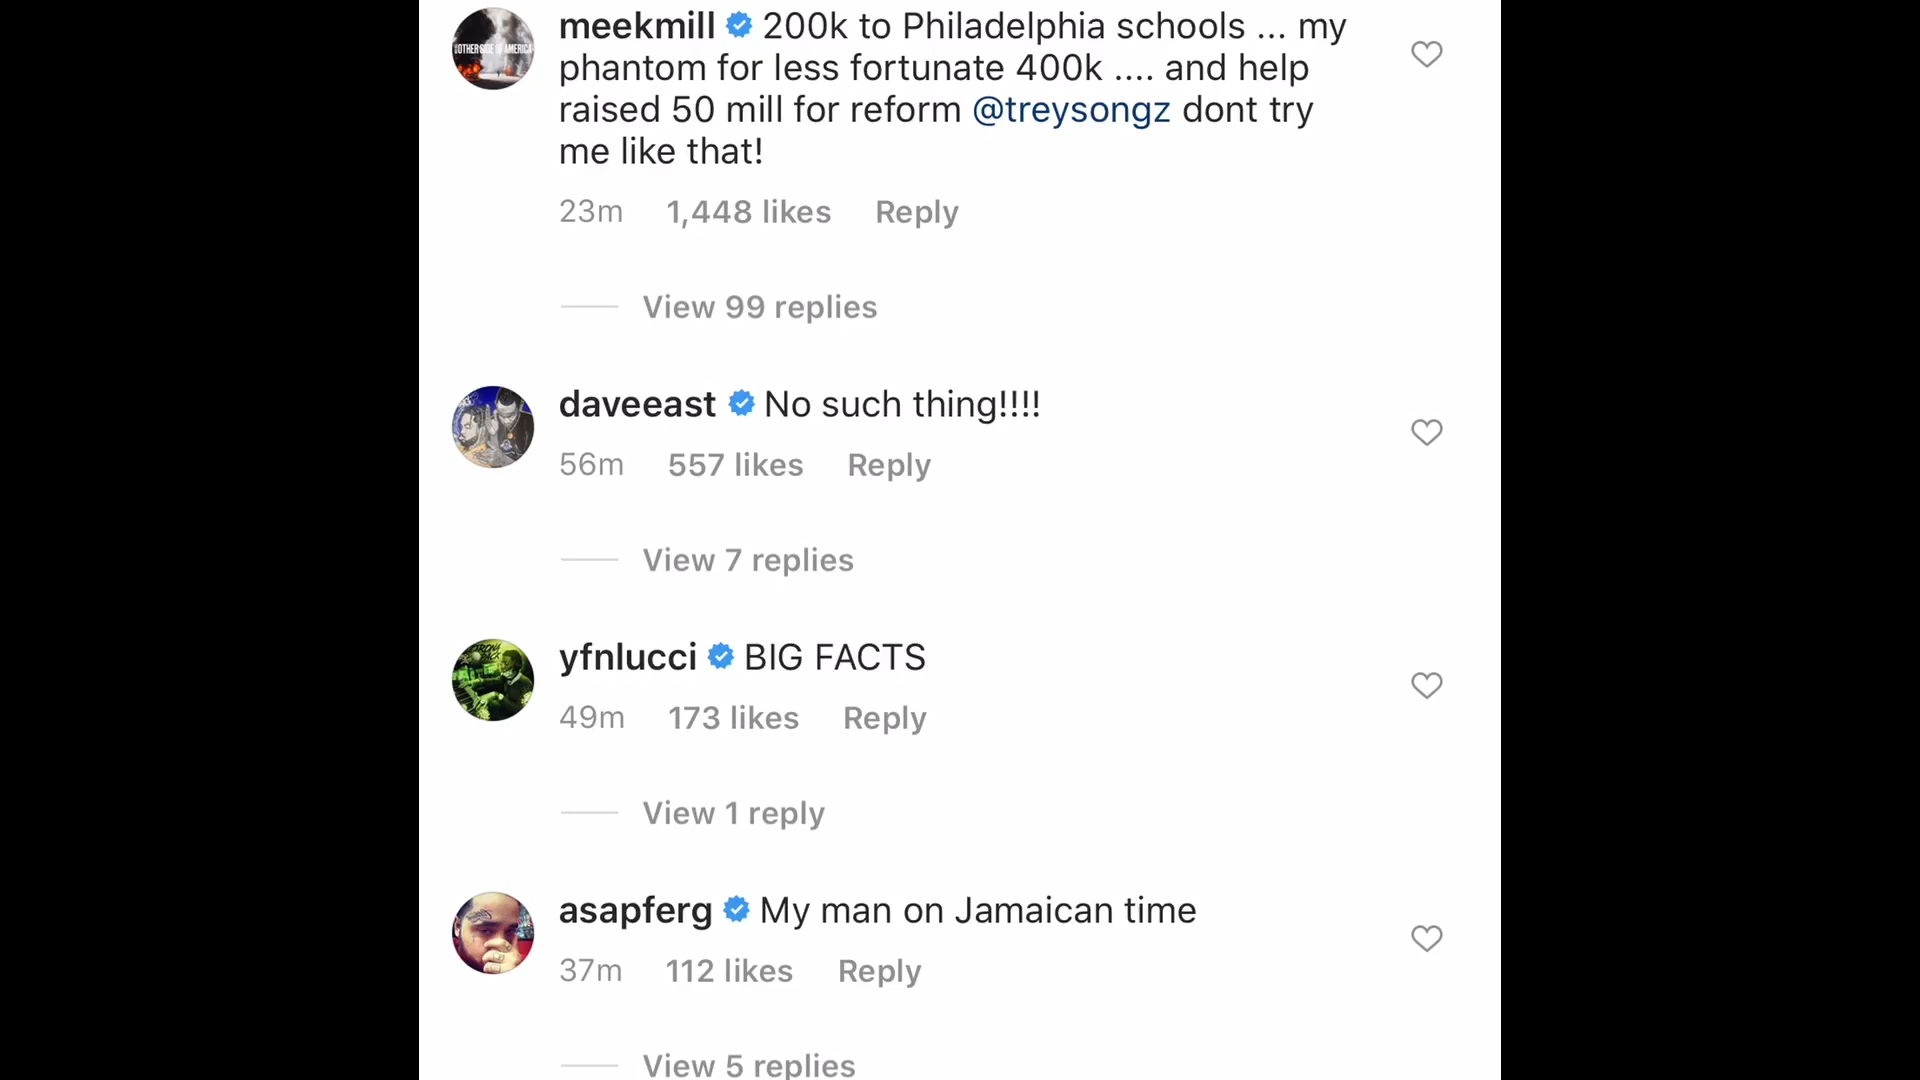 meekmill 200k to Philadelphia schools ... my
phantom for less fortunate 400k .... and help
raised 50 mill for reform @treysongz dont try
me like that!
23m 1,448 likes Reply
View 99 replies
daveeast No such thing!!!!
56m 557 likes Reply
View 7 replies
yfnlucci BIG FACTS
49m 173 likes Reply
View 1 reply
asapferg My man on Jamaican time
37m 112 likes Reply
View 5 replies